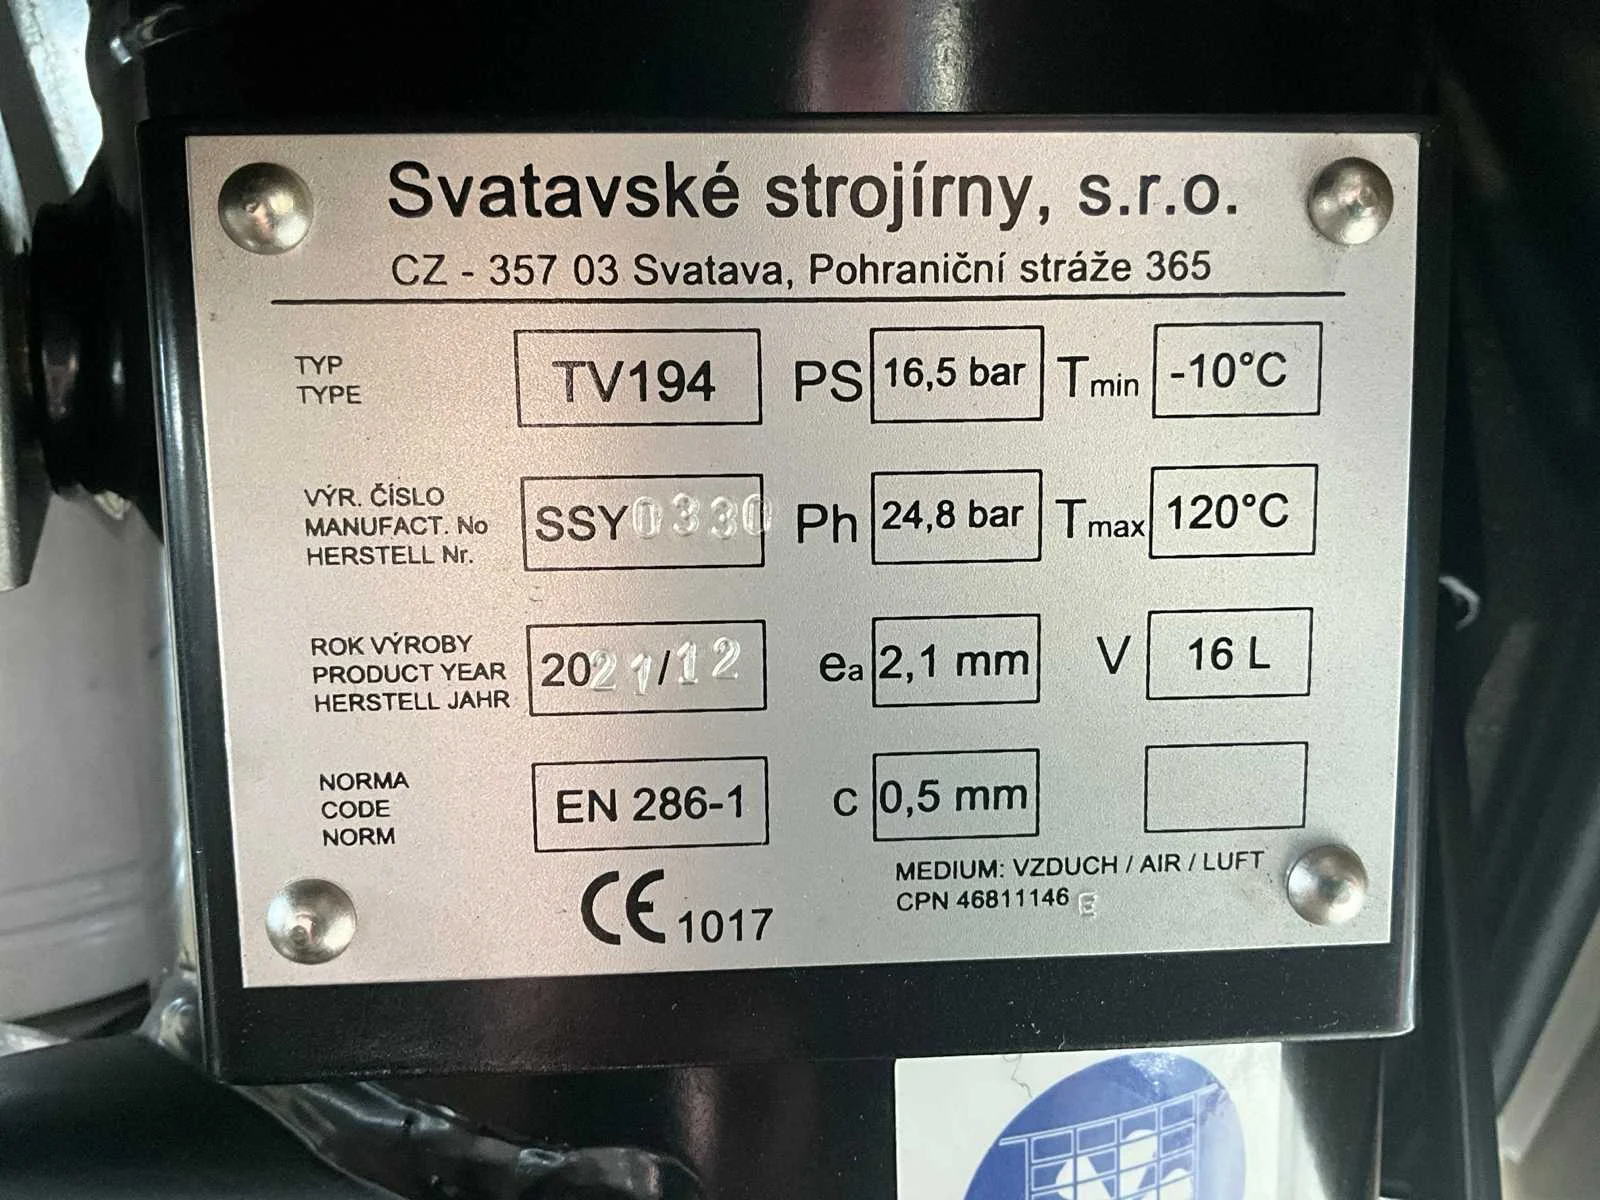 Svatavské strojírny, s.r.o.
CZ - 357 03 Svatava, Pohraniční stráže 365
TYP
TYPE
TV194
PS 16,5 bar
Tmin -10°C
VÝR. ČÍSLO
MANUFACT. No
HERSTELL Nr.
SSY0330
Ph 24,8 bar
Tmax 120°C
ROK VÝROBY
PRODUCT YEAR
HERSTELL JAHR
2021/12
ea 2,1 mm
V 16 L
NORMA
CODE
NORM
EN 286-1
c 0,5 mm
MEDIUM: VZDUCH / AIR / LUFT
CPN 46811146 E
CE 1017